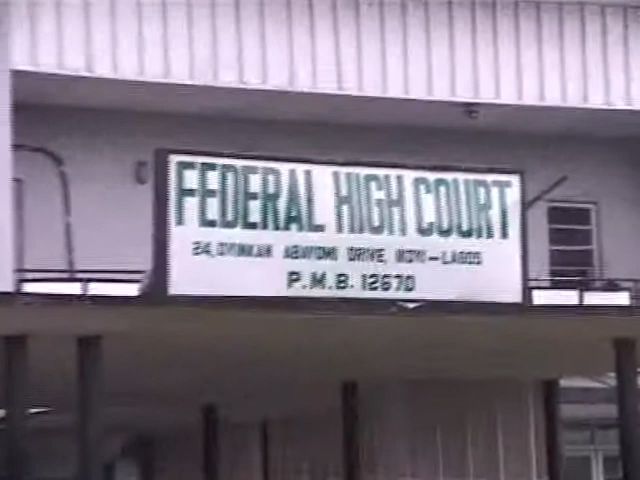 FEDERAL HIGH COURT
24, OYINKAN ABAYOMI DRIVE, IKOYI - LAGOS
P.M.B. 12670